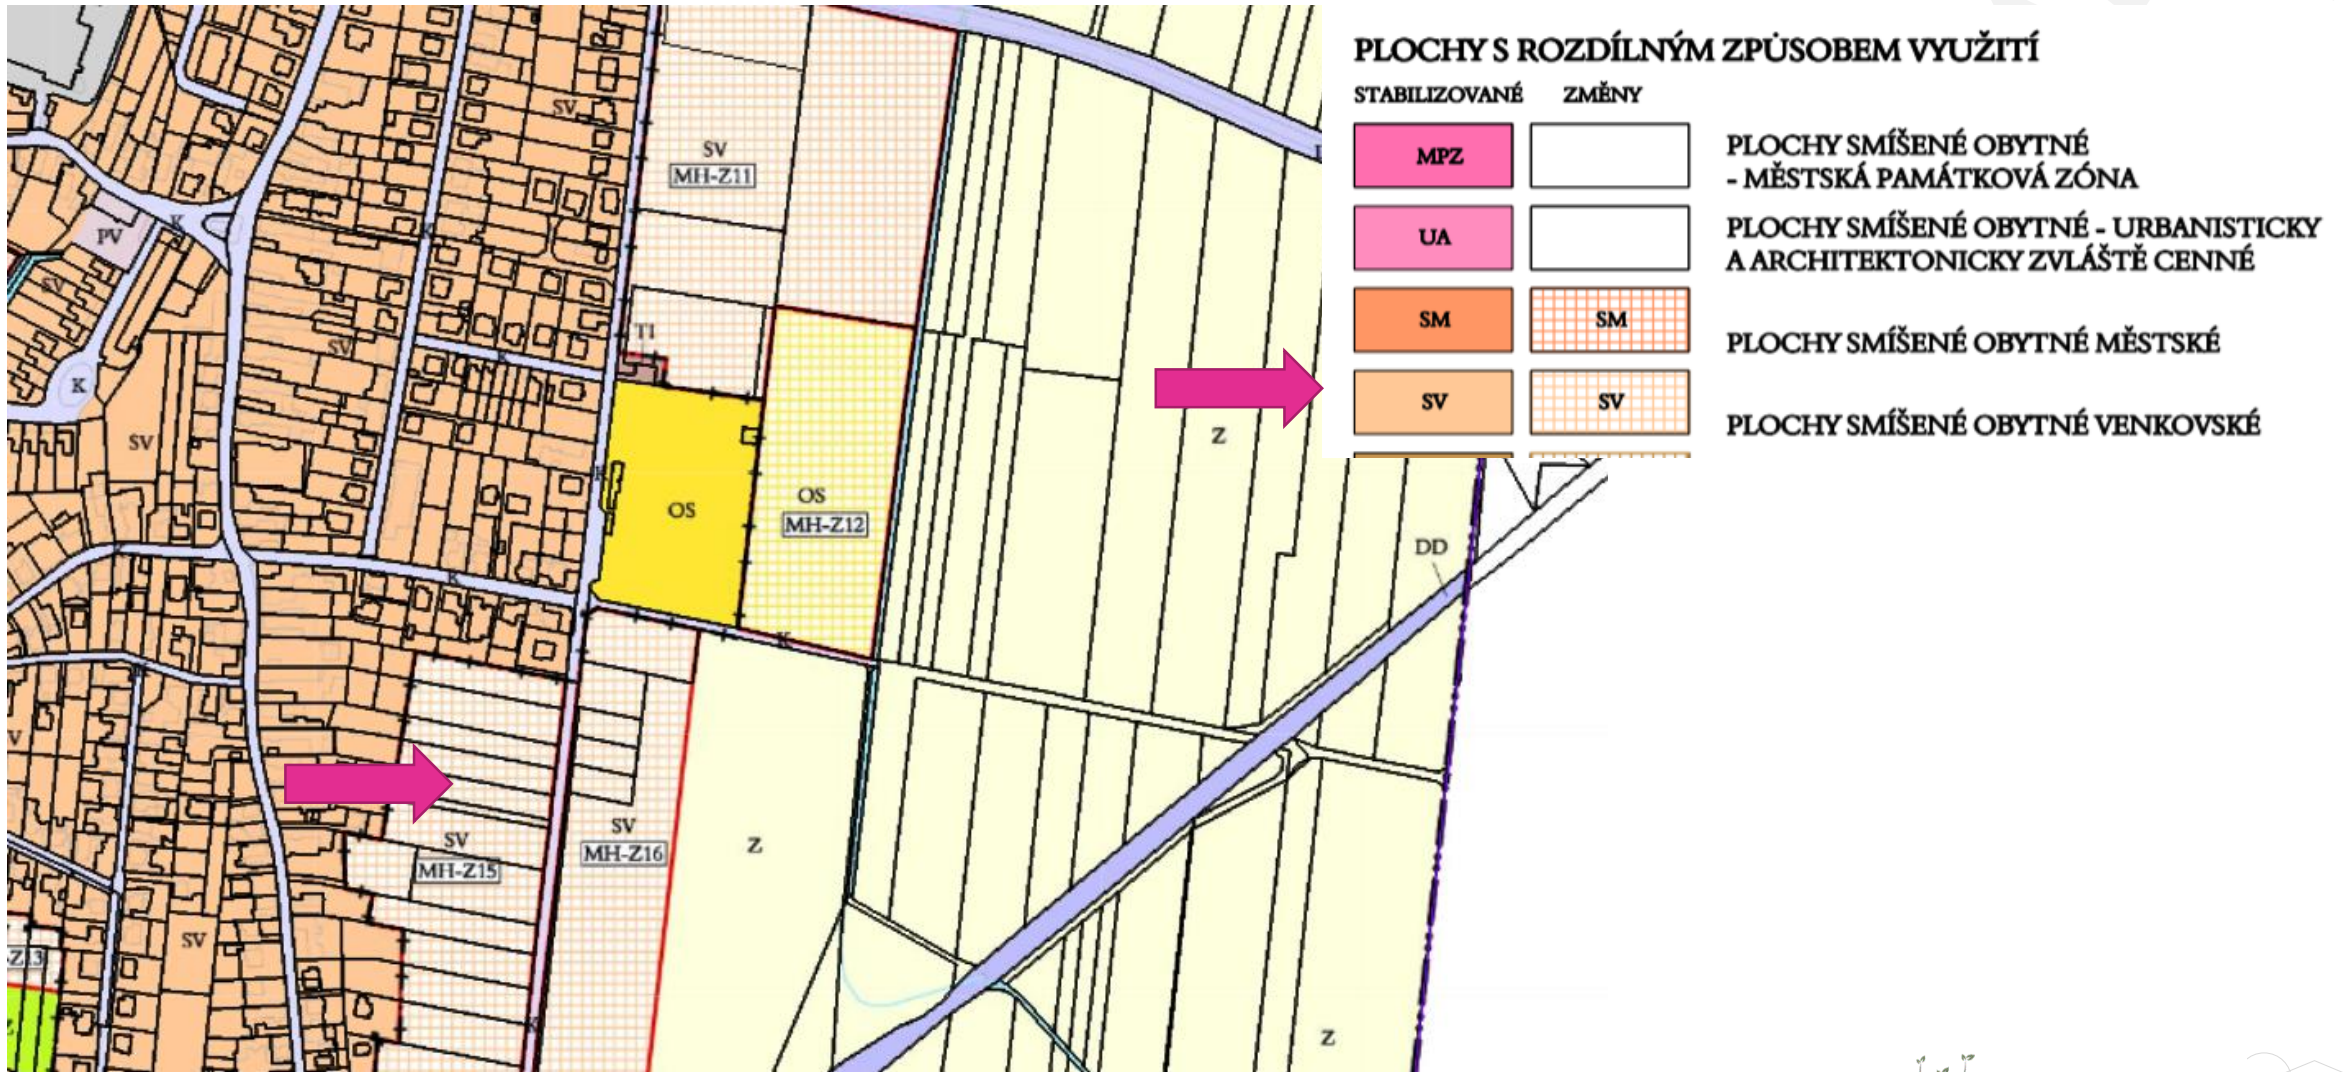 PLOCHY S ROZDÍLNÝM ZPŮSOBEM VYUŽITÍ
STABILIZOVANÉ ZMĚNY
MPZ
PLOCHY SMÍŠENÉ OBYTNÉ
- MĚSTSKÁ PAMÁTKOVÁ ZÓNA
UA
PLOCHY SMÍŠENÉ OBYTNÉ - URBANISTICKY
A ARCHITEKTONICKY ZVLÁŠTĚ CENNÉ
SM SM
PLOCHY SMÍŠENÉ OBYTNÉ MĚSTSKÉ
SV SV
PLOCHY SMÍŠENÉ OBYTNÉ VENKOVSKÉ
SV
SV
MH-Z11
K
K
PV
SV
TI
SV
K
K
SV
Z
K
OS
OS
MH-Z12
DD
K
K
K
K
SV
MH-Z15
SV
MH-Z16
Z
SV
K
Z